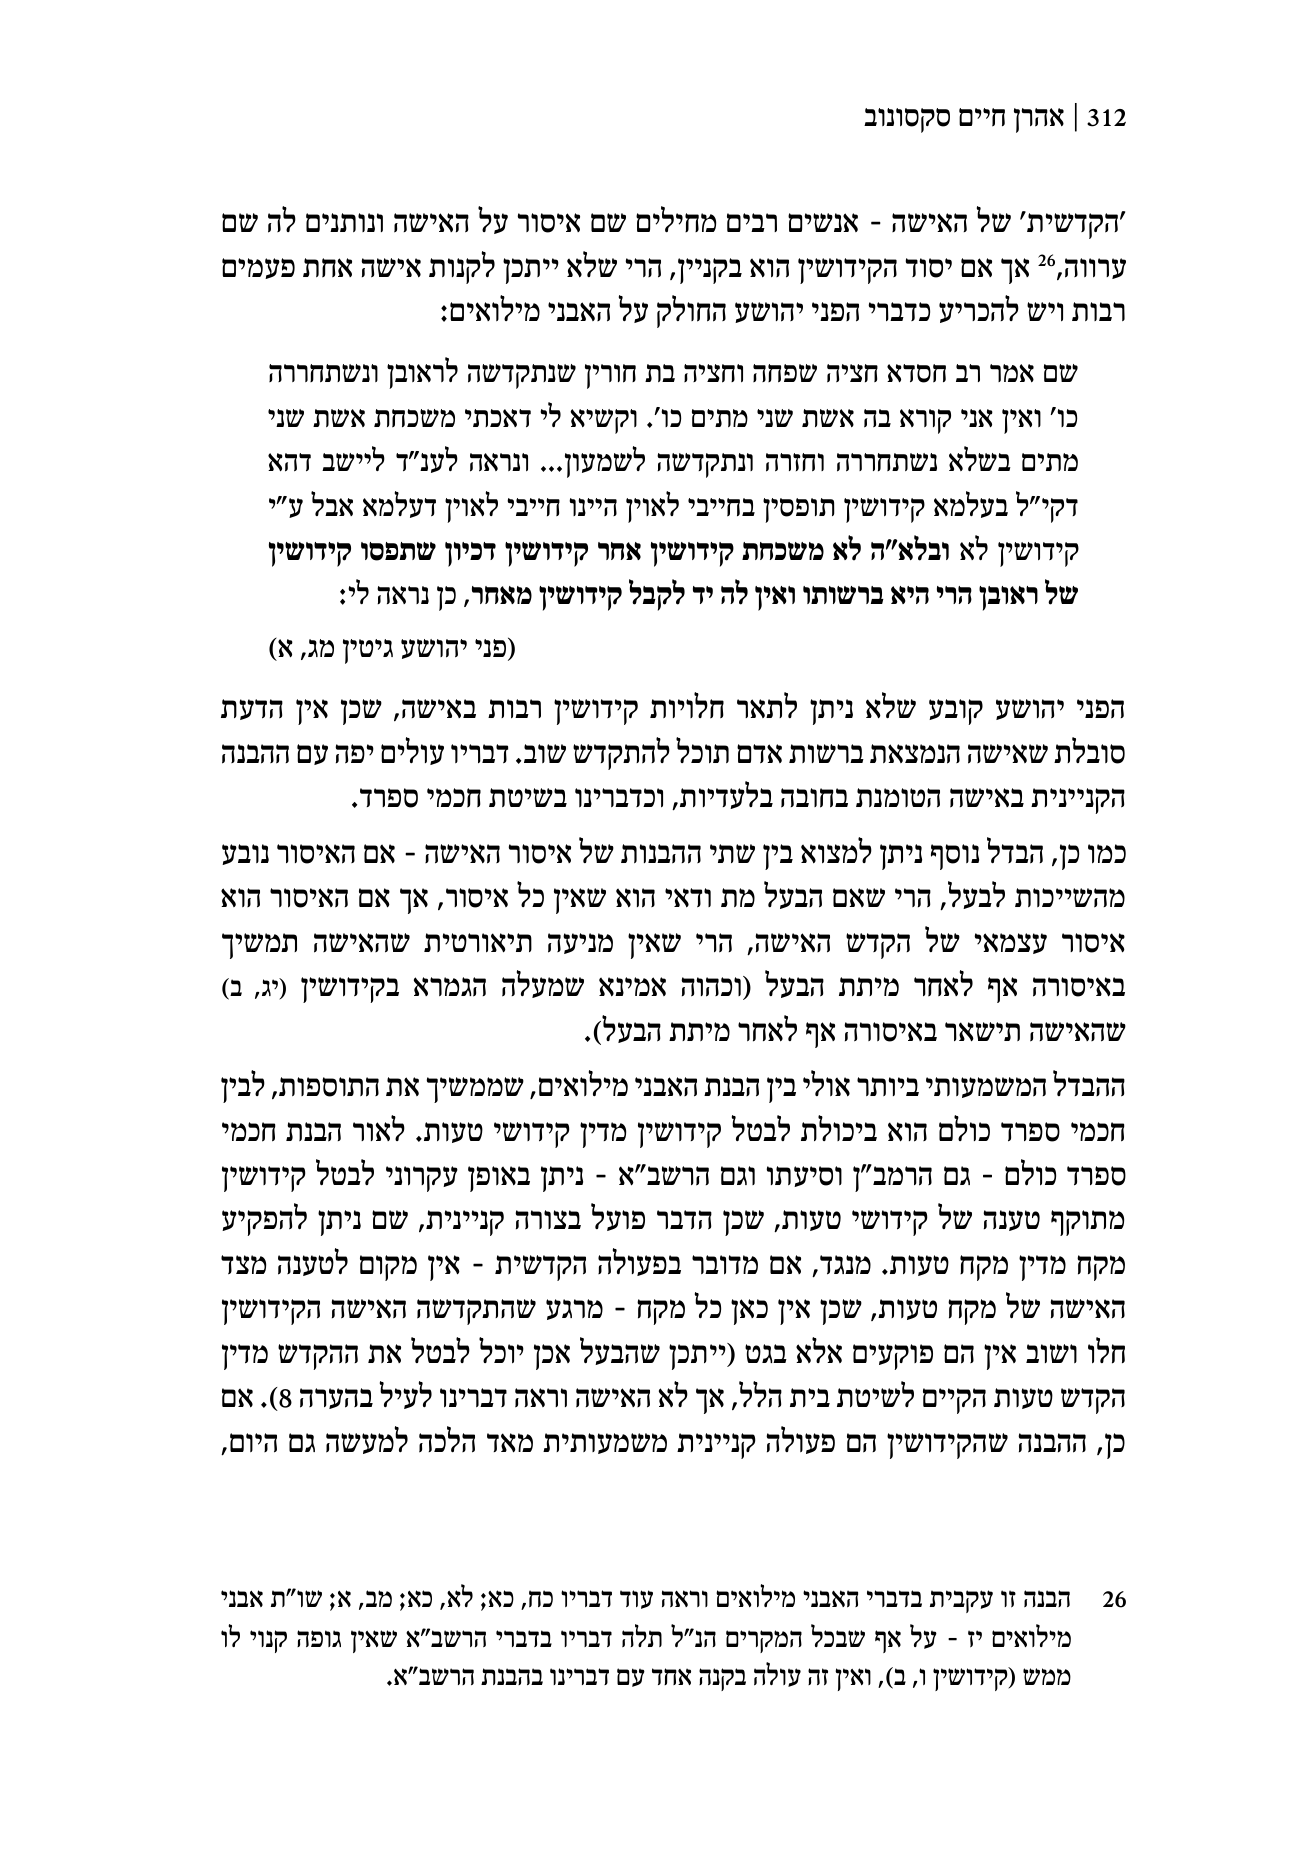 312 | אהרן חיים סקסונוב
'הקדשית' של האישה - אנשים רבים מחילים שם איסור על האישה ונותנים לה שם
ערווה,26 אך אם יסוד הקידושין הוא בקניין, הרי שלא ייתכן לקנות אישה אחת פעמים
רבות ויש להכריע כדברי הפני יהושע החולק על האבני מילואים:
שם אמר רב חסדא חציה שפחה וחציה בת חורין שנתקדשה לראובן ונשתחררה
כו' ואין אני קורא בה אשת שני מתים כו'. וקשיא לי דאכתי משכחת אשת שני
מתים בשלא נשתחררה וחזרה ונתקדשה לשמעון... ונראה לענ"ד ליישב דהא
דקי"ל בעלמא קידושין תופסין בחייבי לאוין היינו חייבי לאוין דעלמא אבל ע"י
קידושין לא ובלא"ה לא משכחת קידושין אחר קידושין דכיון שתפסו קידושין
של ראובן הרי היא ברשותו ואין לה יד לקבל קידושין מאחר, כן נראה לי:
(פני יהושע גיטין מג, א)
הפני יהושע קובע שלא ניתן לתאר חלויות קידושין רבות באישה, שכן אין הדעת
סובלת שאישה הנמצאת ברשות אדם תוכל להתקדש שוב. דבריו עולים יפה עם ההבנה
הקניינית באישה הטומנת בחובה בלעדיות, וכדברינו בשיטת חכמי ספרד.
כמו כן, הבדל נוסף ניתן למצוא בין שתי ההבנות של איסור האישה - אם האיסור נובע
מהשייכות לבעל, הרי שאם הבעל מת ודאי הוא שאין כל איסור, אך אם האיסור הוא
איסור עצמאי של הקדש האישה, הרי שאין מניעה תיאורטית שהאישה תמשיך
באיסורה אף לאחר מיתת הבעל (וכהוה אמינא שמעלה הגמרא בקידושין (יג, ב)
שהאישה תישאר באיסורה אף לאחר מיתת הבעל).
ההבדל המשמעותי ביותר אולי בין הבנת האבני מילואים, שממשיך את התוספות, לבין
חכמי ספרד כולם הוא ביכולת לבטל קידושין מדין קידושי טעות. לאור הבנת חכמי
ספרד כולם - גם הרמב"ן וסיעתו וגם הרשב"א - ניתן באופן עקרוני לבטל קידושין
מתוקף טענה של קידושי טעות, שכן הדבר פועל בצורה קניינית, שם ניתן להפקיע
מקח מדין מקח טעות. מנגד, אם מדובר בפעולה הקדשית - אין מקום לטענה מצד
האישה של מקח טעות, שכן אין כאן כל מקח - מרגע שהתקדשה האישה הקידושין
חלו ושוב אין הם פוקעים אלא בגט (ייתכן שהבעל אכן יוכל לבטל את ההקדש מדין
הקדש טעות הקיים לשיטת בית הלל, אך לא האישה וראה דברינו לעיל בהערה 8). אם
כן, ההבנה שהקידושין הם פעולה קניינית משמעותית מאד הלכה למעשה גם היום,
26 הבנה זו עקבית בדברי האבני מילואים וראה עוד דבריו כח, כא; לא, כא; מב, א; שו"ת אבני
מילואים יז - על אף שבכל המקרים הנ"ל תלה דבריו בדברי הרשב"א שאין גופה קנוי לו
ממש (קידושין ו, ב), ואין זה עולה בקנה אחד עם דברינו בהבנת הרשב"א.